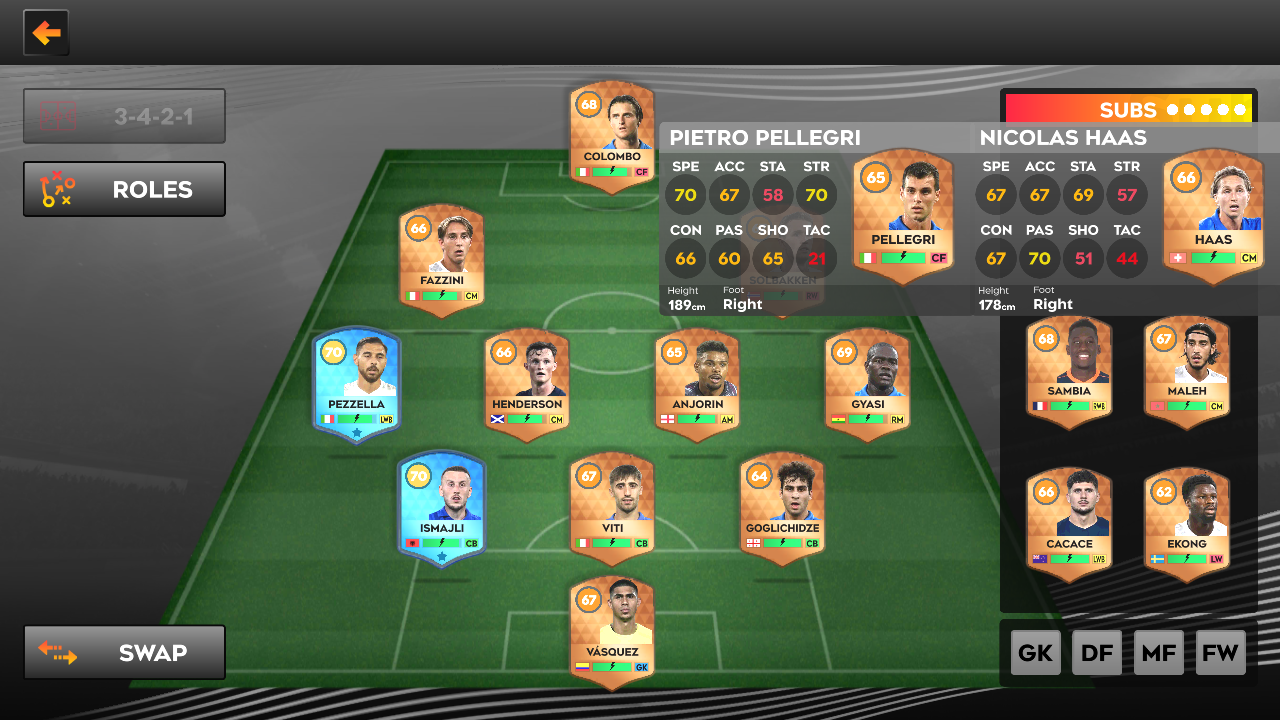 3-4-2-1
ROLES
SWAP
68
COLOMBO
CF
66
FAZZINI
CM
SOLBAKKEN
RW
70
PEZZELLA
LWB
66
HENDERSON
CM
65
ANJORIN
AM
69
GYASI
RM
70
ISMAJLI
CB
67
VITI
CB
64
GOGLICHIDZE
CB
67
VÁSQUEZ
GK
SUBS
PIETRO PELLEGRI
SPE ACC STA STR
70 67 58 70
CON PAS SHO TAC
66 60 65 21
Height Foot
189cm Right
65
PELLEGRI
CF
NICOLAS HAAS
SPE ACC STA STR
67 67 69 57
CON PAS SHO TAC
67 70 51 44
Height Foot
178cm Right
66
HAAS
CM
68
SAMBIA
RWB
67
MALEH
CM
66
CACACE
LWB
62
EKONG
LW
GK DF MF FW